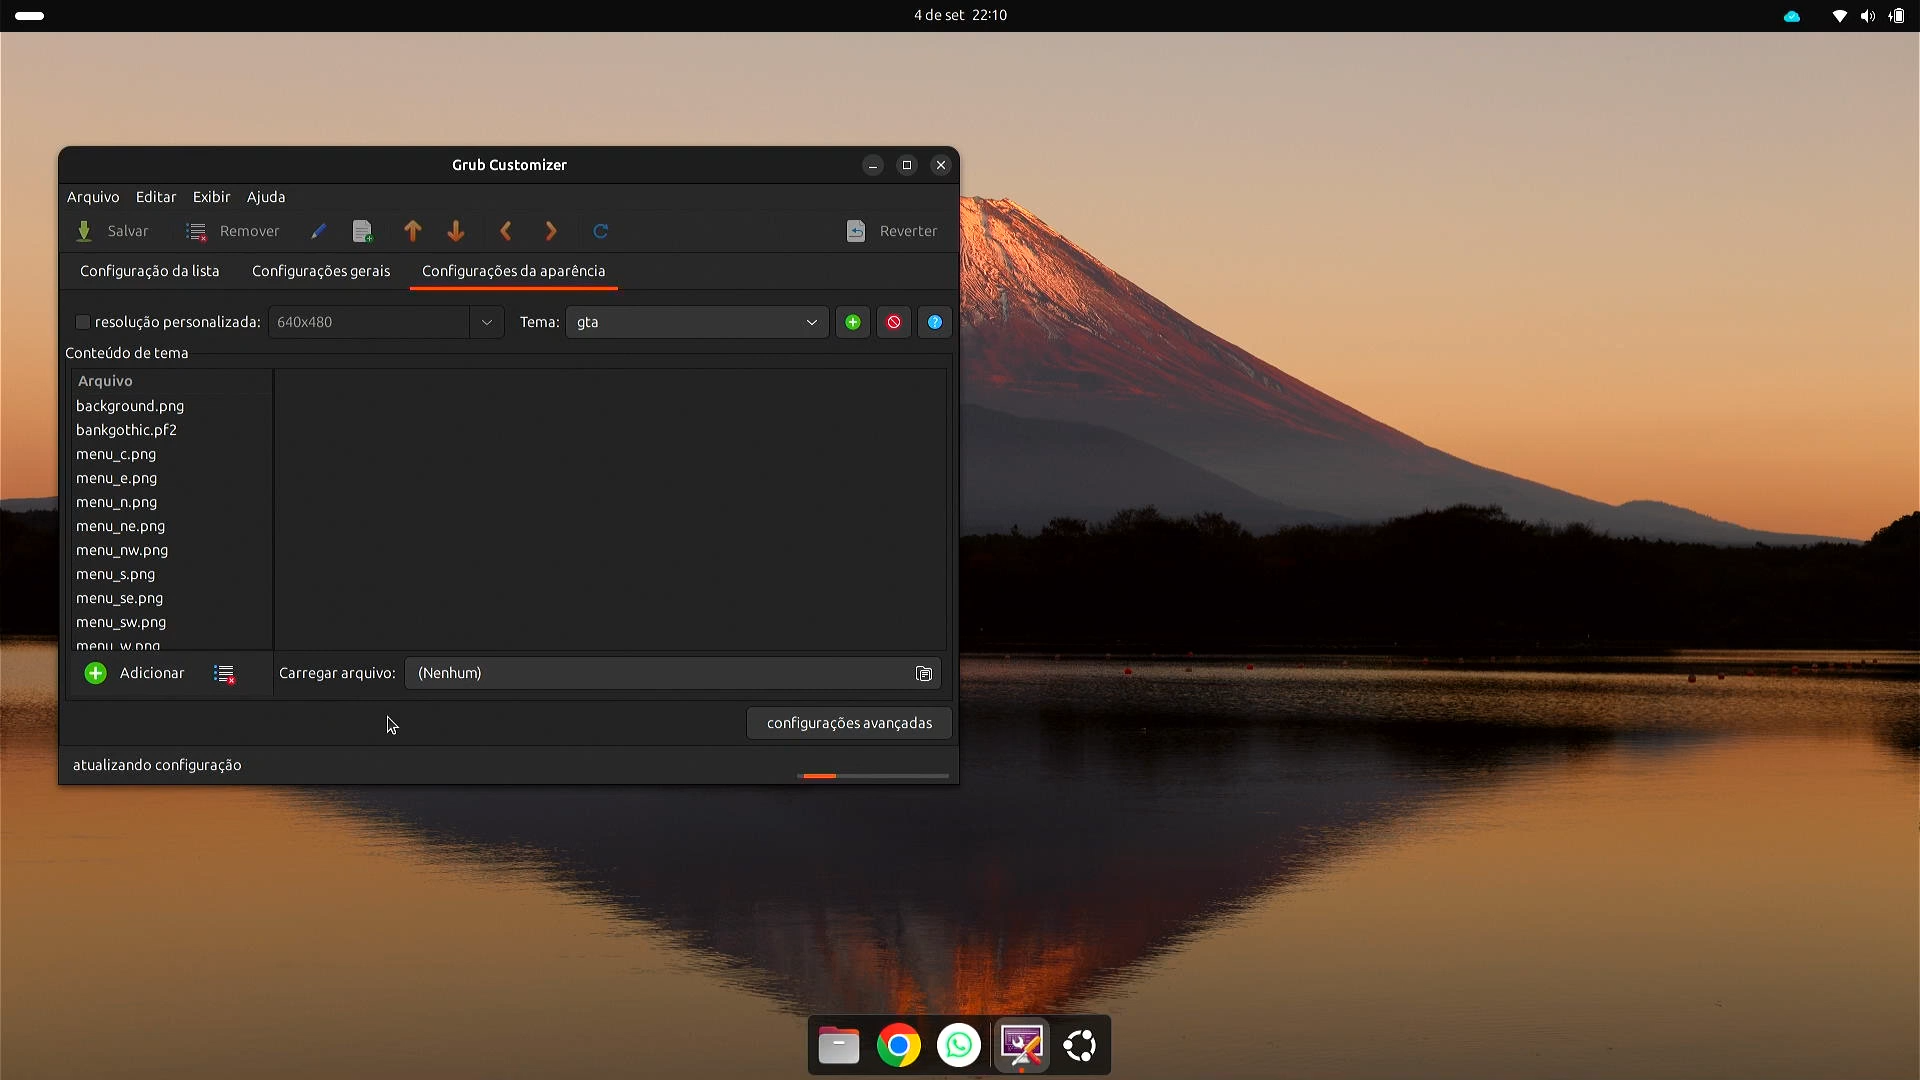 4 de set 22:10
Grub Customizer
Arquivo Editar Exibir Ajuda
Salvar Remover Reverter
Configuração da lista Configurações gerais Configurações da aparência
resolução personalizada: 640x480 Tema: gta
Conteúdo de tema
Arquivo
background.png
bankgothic.pf2
menu_c.png
menu_e.png
menu_n.png
menu_ne.png
menu_nw.png
menu_s.png
menu_se.png
menu_sw.png
menu_w.png
Adicionar Carregar arquivo: (Nenhum)
configurações avançadas
atualizando configuração